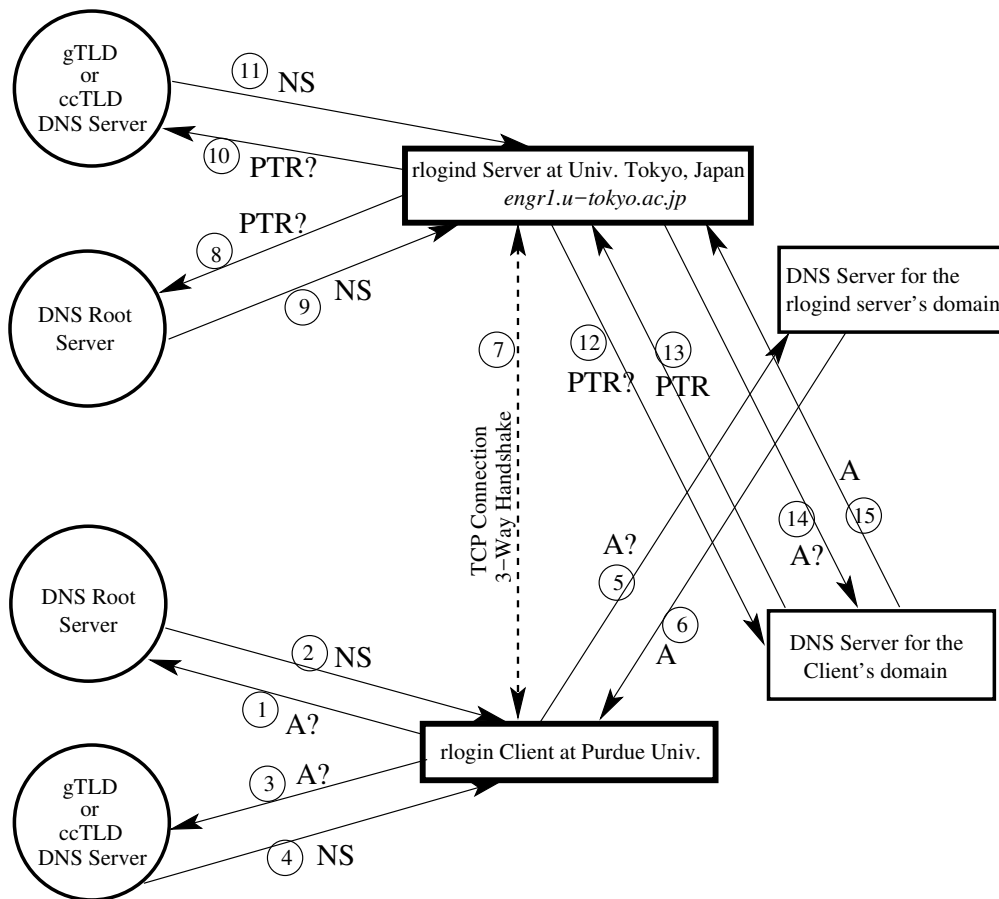 gTLD
or
ccTLD
DNS Server
11 NS
10
PTR?
rlogind Server at Univ. Tokyo, Japan
engr1.u−tokyo.ac.jp
PTR?
8
9 NS
DNS Root
Server
DNS Server for the
rlogind server's domain
7
12
PTR?
13
PTR
TCP Connection
3−Way Handshake
A
15
14
A?
A?
5
6
A
DNS Root
Server
2 NS
1
A?
DNS Server for the
Client's domain
rlogin Client at Purdue Univ.
3 A?
gTLD
or
ccTLD
DNS Server
4 NS